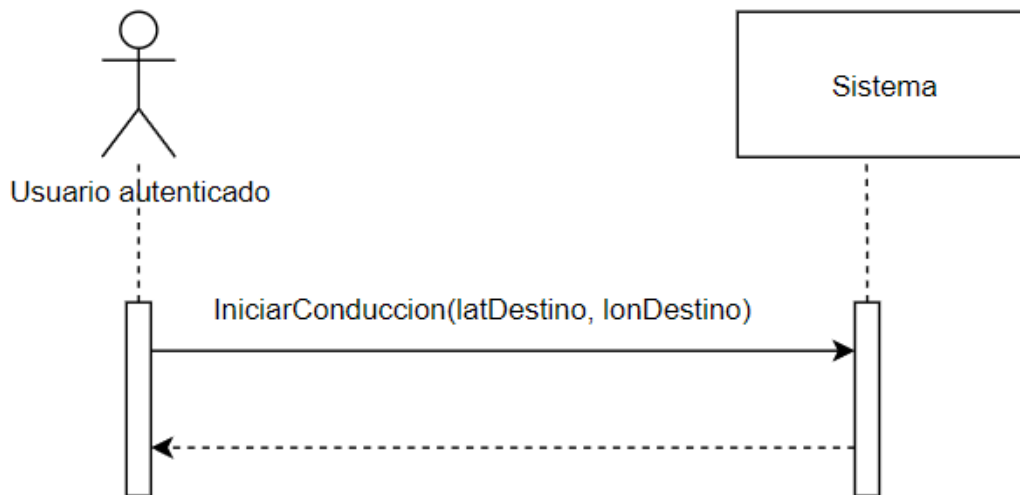 Sistema
Usuario autenticado
IniciarConduccion(latDestino, lonDestino)